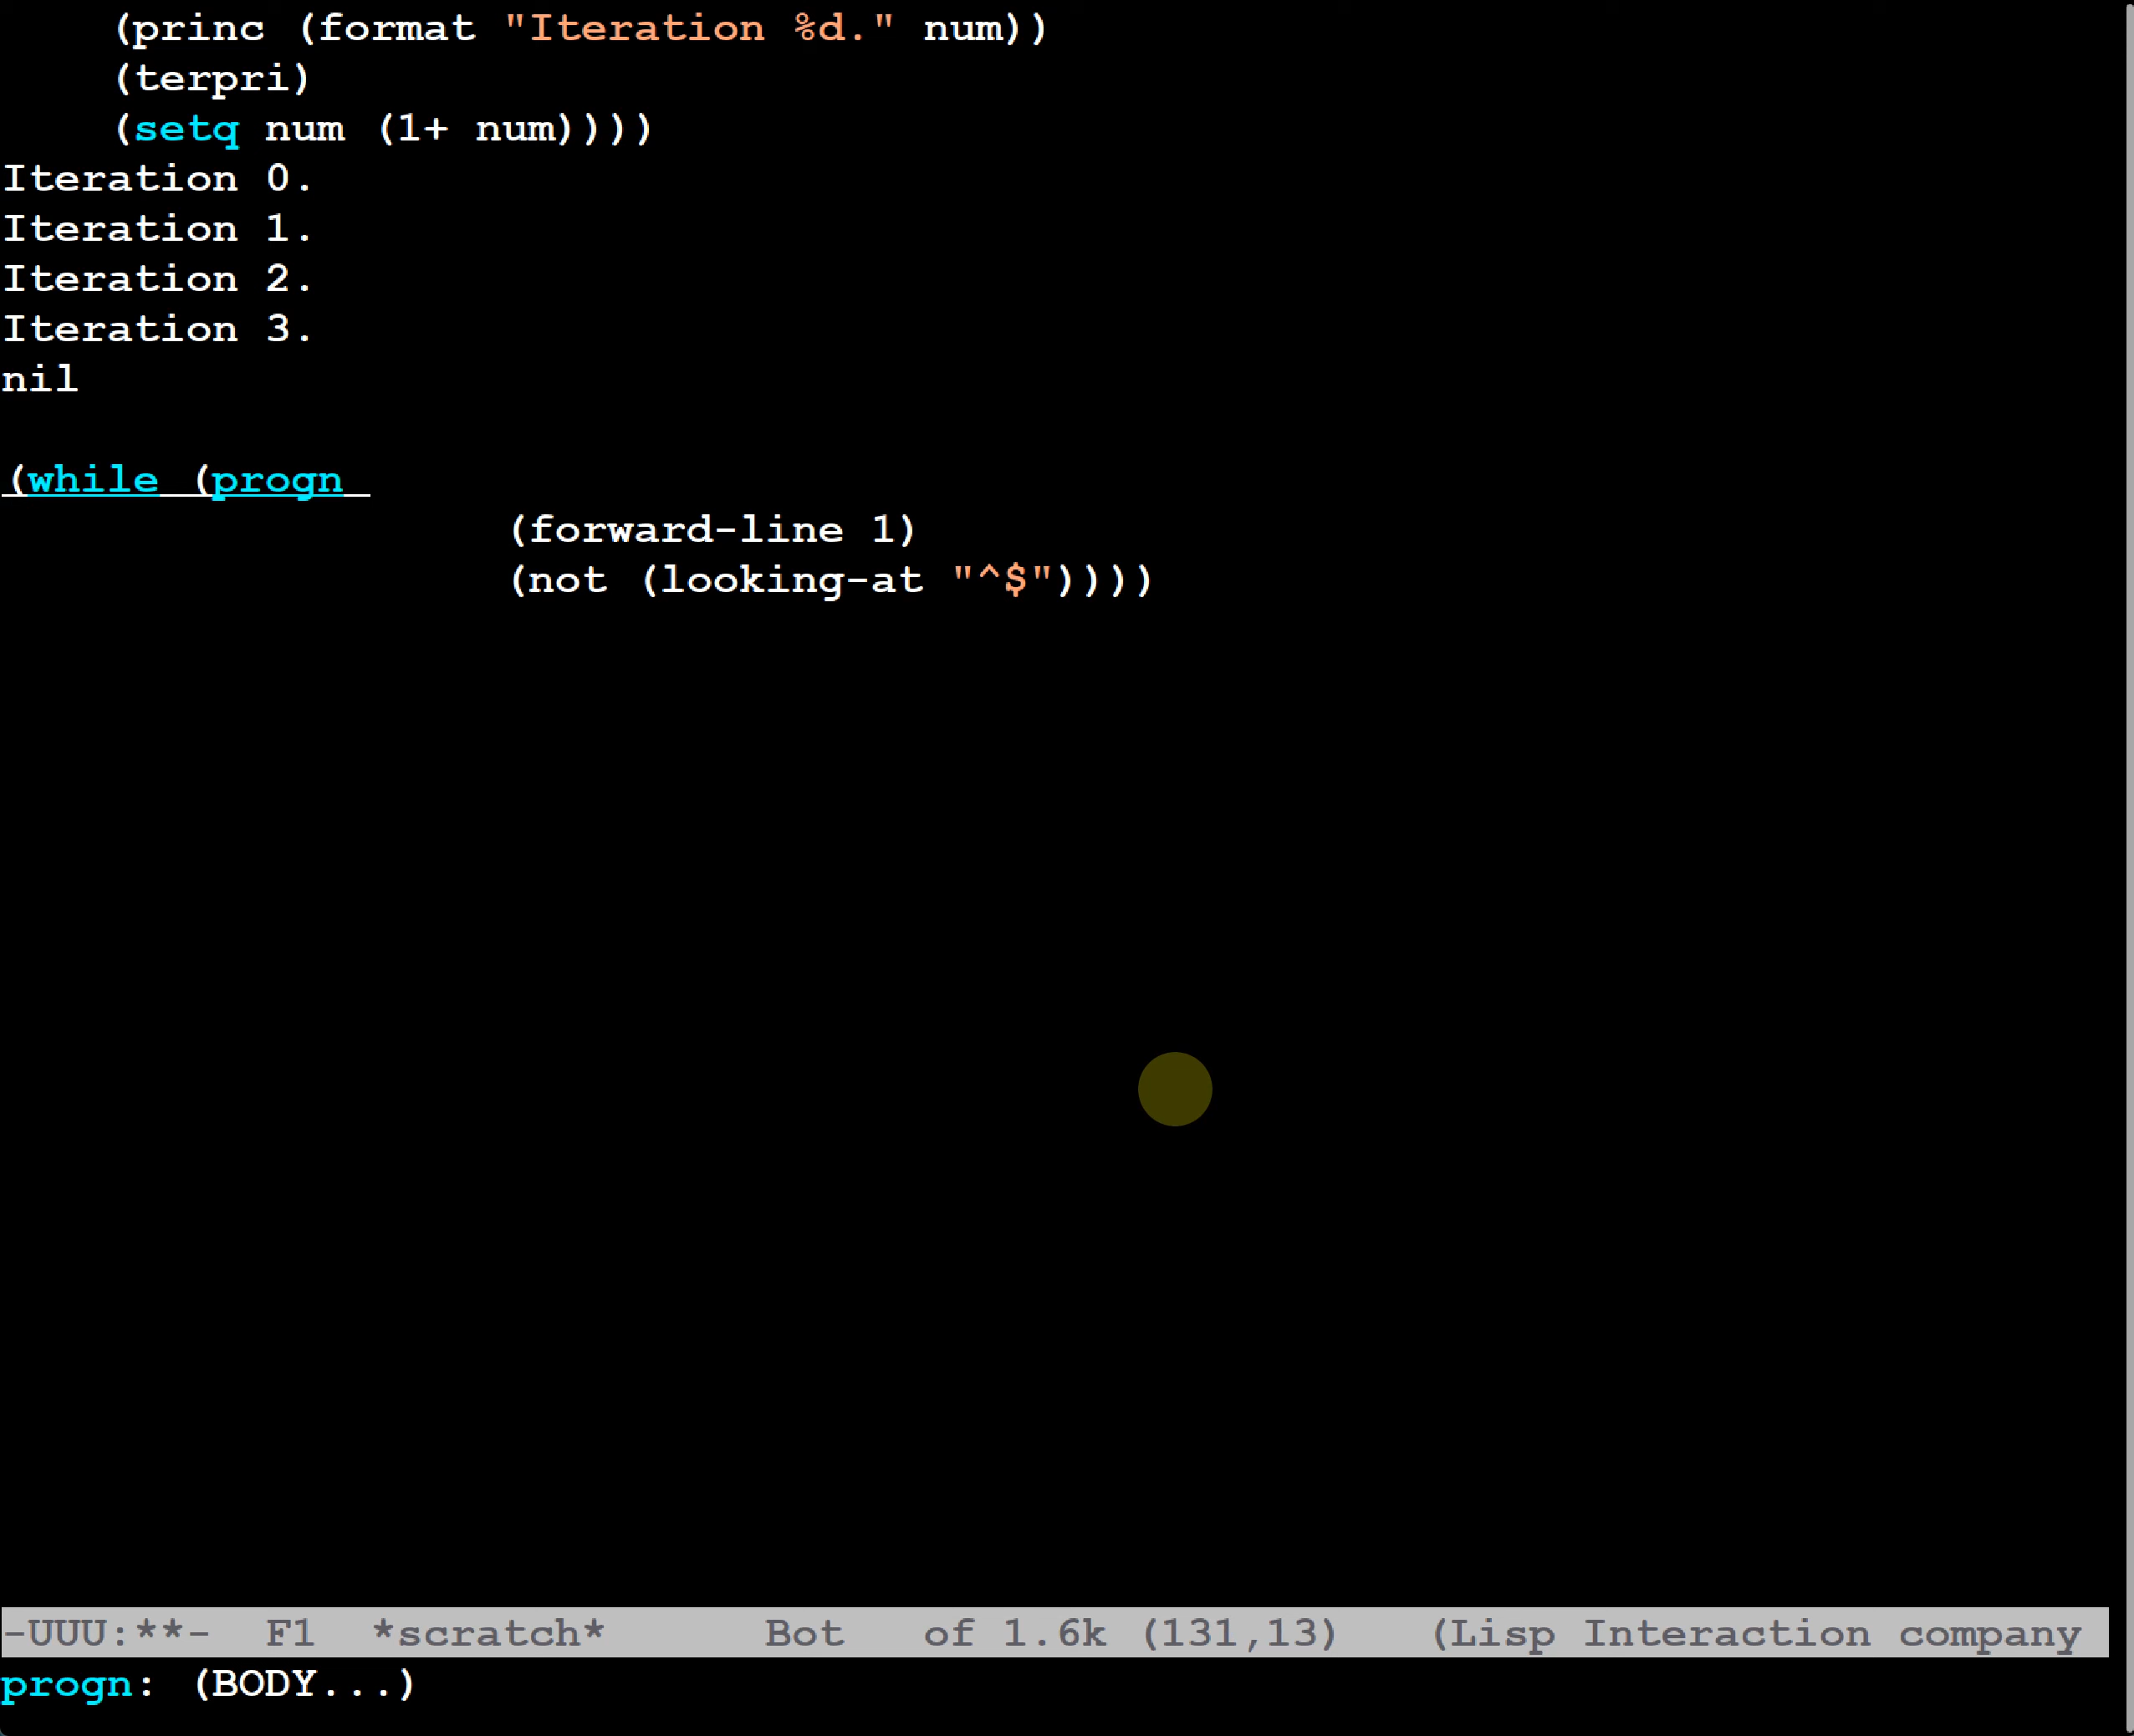 (princ (format "Iteration %d." num))
(terpri)
(setq num (1+ num))))
Iteration 0.
Iteration 1.
Iteration 2.
Iteration 3.
nil
(while (progn
(forward-line 1)
(not (looking-at "^$"))))
-UUU:**-  F1  *scratch*      Bot   of 1.6k (131,13)   (Lisp Interaction company
progn: (BODY...)